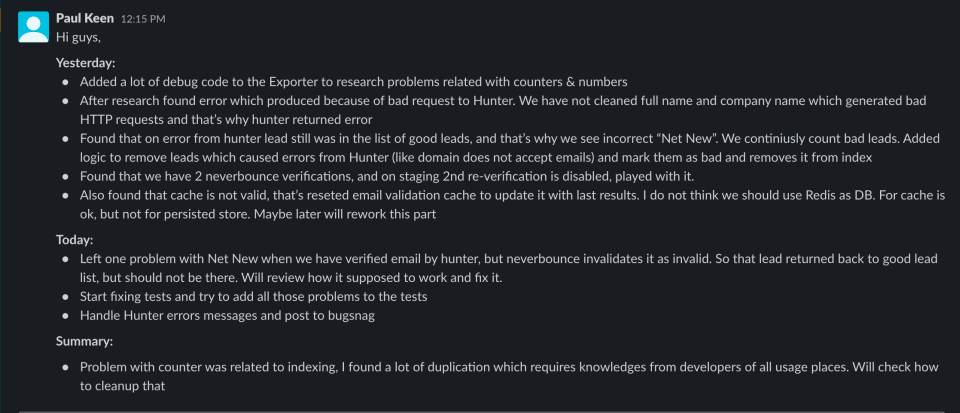 Paul Keen 12:15 PM
Hi guys,
Yesterday:
● Added a lot of debug code to the Exporter to research problems related with counters & numbers
● After research found error which produced because of bad request to Hunter. We have not cleaned full name and company name which generated bad
HTTP requests and that’s why hunter returned error
● Found that on error from hunter lead still was in the list of good leads, and that’s why we see incorrect “Net New”. We continiusly count bad leads. Added
logic to remove leads which caused errors from Hunter (like domain does not accept emails) and mark them as bad and removes it from index
● Found that we have 2 neverbounce verifications, and on staging 2nd re-verification is disabled, played with it.
● Also found that cache is not valid, that’s reseted email validation cache to update it with last results. I do not think we should use Redis as DB. For cache is
ok, but not for persisted store. Maybe later will rework this part
Today:
● Left one problem with Net New when we have verified email by hunter, but neverbounce invalidates it as invalid. So that lead returned back to good lead
list, but should not be there. Will review how it supposed to work and fix it.
● Start fixing tests and try to add all those problems to the tests
● Handle Hunter errors messages and post to bugsnag
Summary:
● Problem with counter was related to indexing, I found a lot of duplication which requires knowledges from developers of all usage places. Will check how
to cleanup that